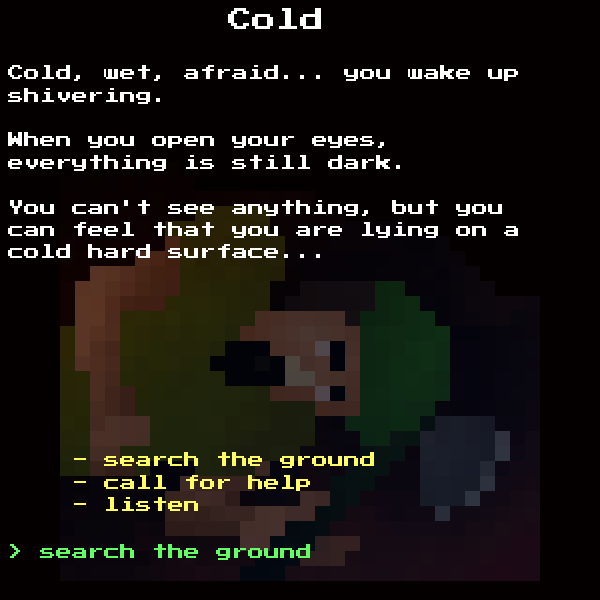 Cold
Cold, wet, afraid... you wake up
shivering.
When you open your eyes,
everything is still dark.
You can't see anything, but you
can feel that you are lying on a
cold hard surface...
- search the ground
- call for help
- listen
> search the ground